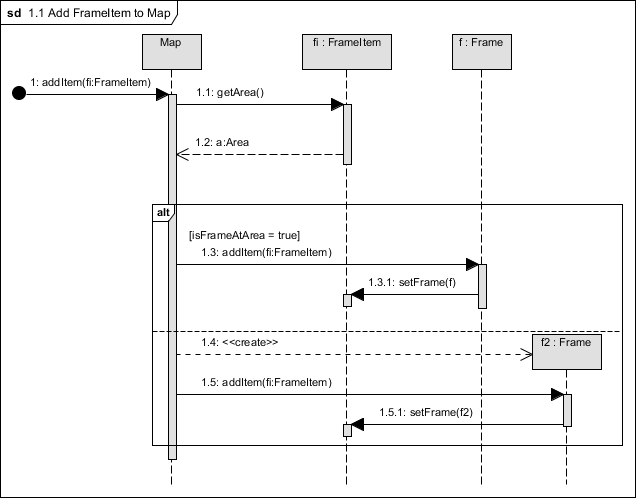 sd 1.1 Add FrameItem to Map
Map
fi : FrameItem
f : Frame
1: addItem(fi:FrameItem)
1.1: getArea()
1.2: a:Area
alt
[isFrameAtArea = true]
1.3: addItem(fi:FrameItem)
1.3.1: setFrame(f)
1.4: <<create>>
f2 : Frame
1.5: addItem(fi:FrameItem)
1.5.1: setFrame(f2)